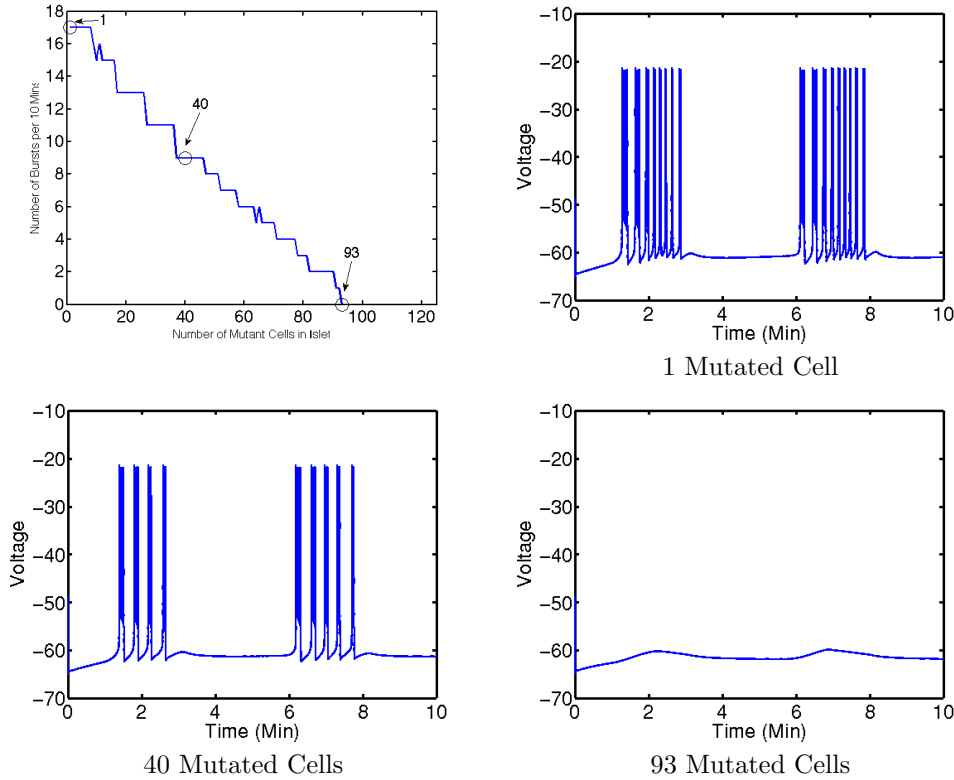 Number of Bursts per 10 Mins
18
16
14
12
10
8
6
4
2
0
1
40
93
0 20 40 60 80 100 120
Number of Mutant Cells in Islet
Voltage
−10
−20
−30
−40
−50
−60
−70
0 2 4 6 8 10
Time (Min)
1 Mutated Cell
Voltage
−10
−20
−30
−40
−50
−60
−70
0 2 4 6 8 10
Time (Min)
40 Mutated Cells
Voltage
−10
−20
−30
−40
−50
−60
−70
0 2 4 6 8 10
Time (Min)
93 Mutated Cells